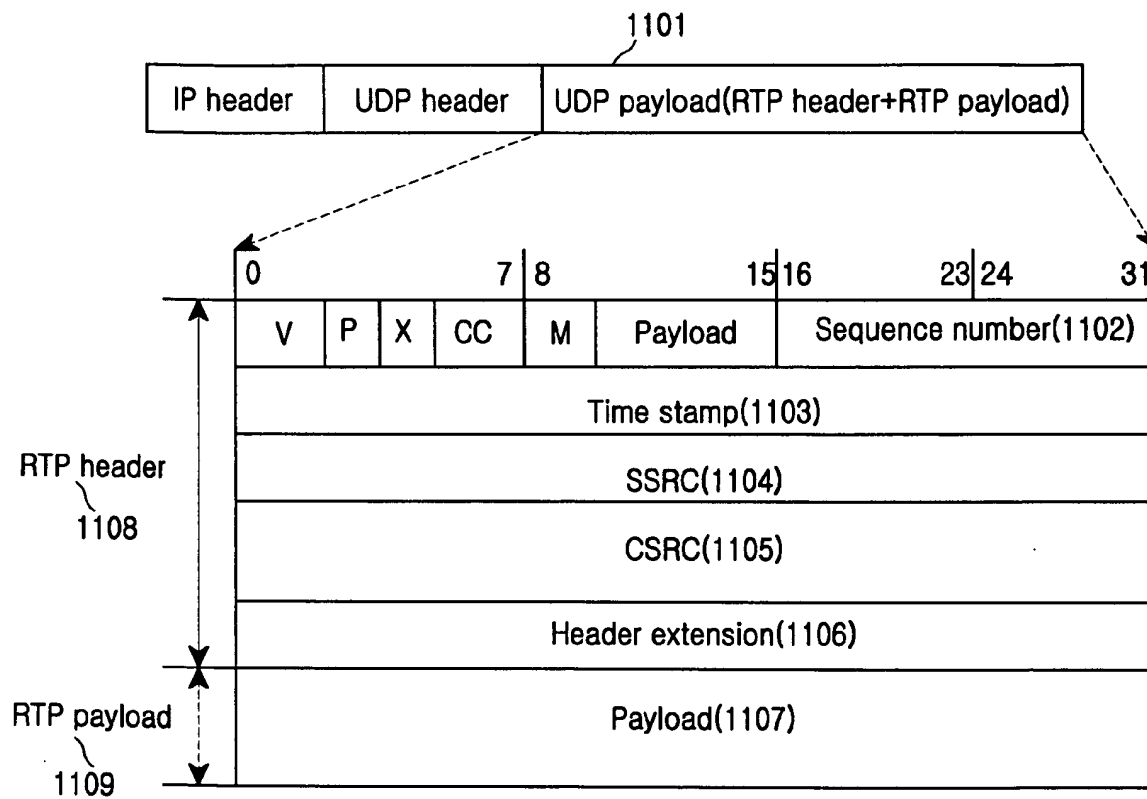 1101
IP header UDP header UDP payload(RTP header+RTP payload)
0 7 8 15 16 23 24 31
V P X CC M Payload Sequence number(1102)
Time stamp(1103)
RTP header
1108
SSRC(1104)
CSRC(1105)
Header extension(1106)
RTP payload
1109
Payload(1107)